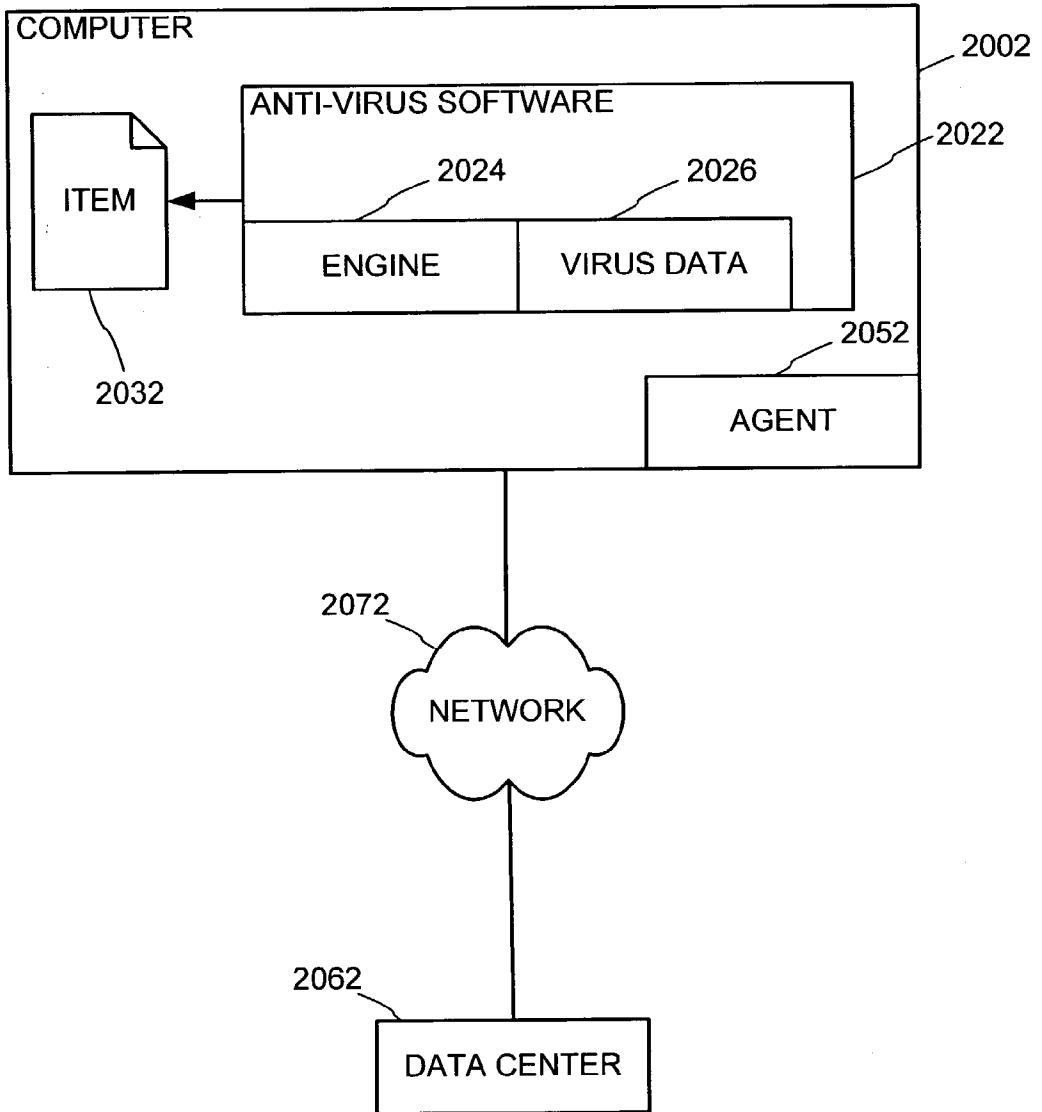 COMPUTER
2002
ANTI-VIRUS SOFTWARE
2022
2024
2026
ITEM
ENGINE
VIRUS DATA
2032
2052
AGENT
2072
NETWORK
2062
DATA CENTER